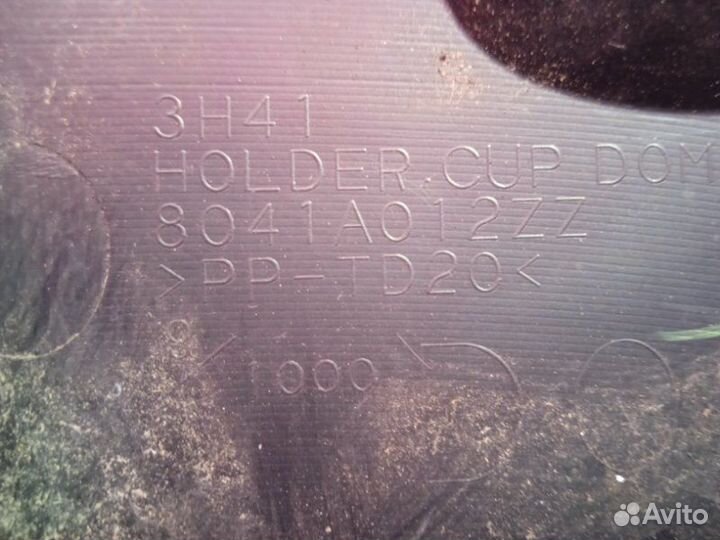 3H41
HOLDER CUP DOM
8041A012ZZ
>PP-TD20<
1000
Avito